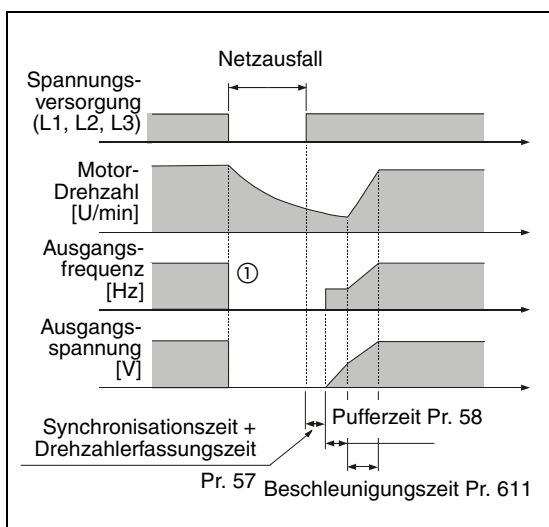 Netzausfall
Spannungs-
versorgung
(L1, L2, L3)
Motor-
Drehzahl
[U/min]
Ausgangs-
frequenz
[Hz]
①
Ausgangs-
spannung
[V]
Synchronisationszeit +
Drehzahlerfassungszeit
Pr. 57
Pufferzeit Pr. 58
Beschleunigungszeit Pr. 611